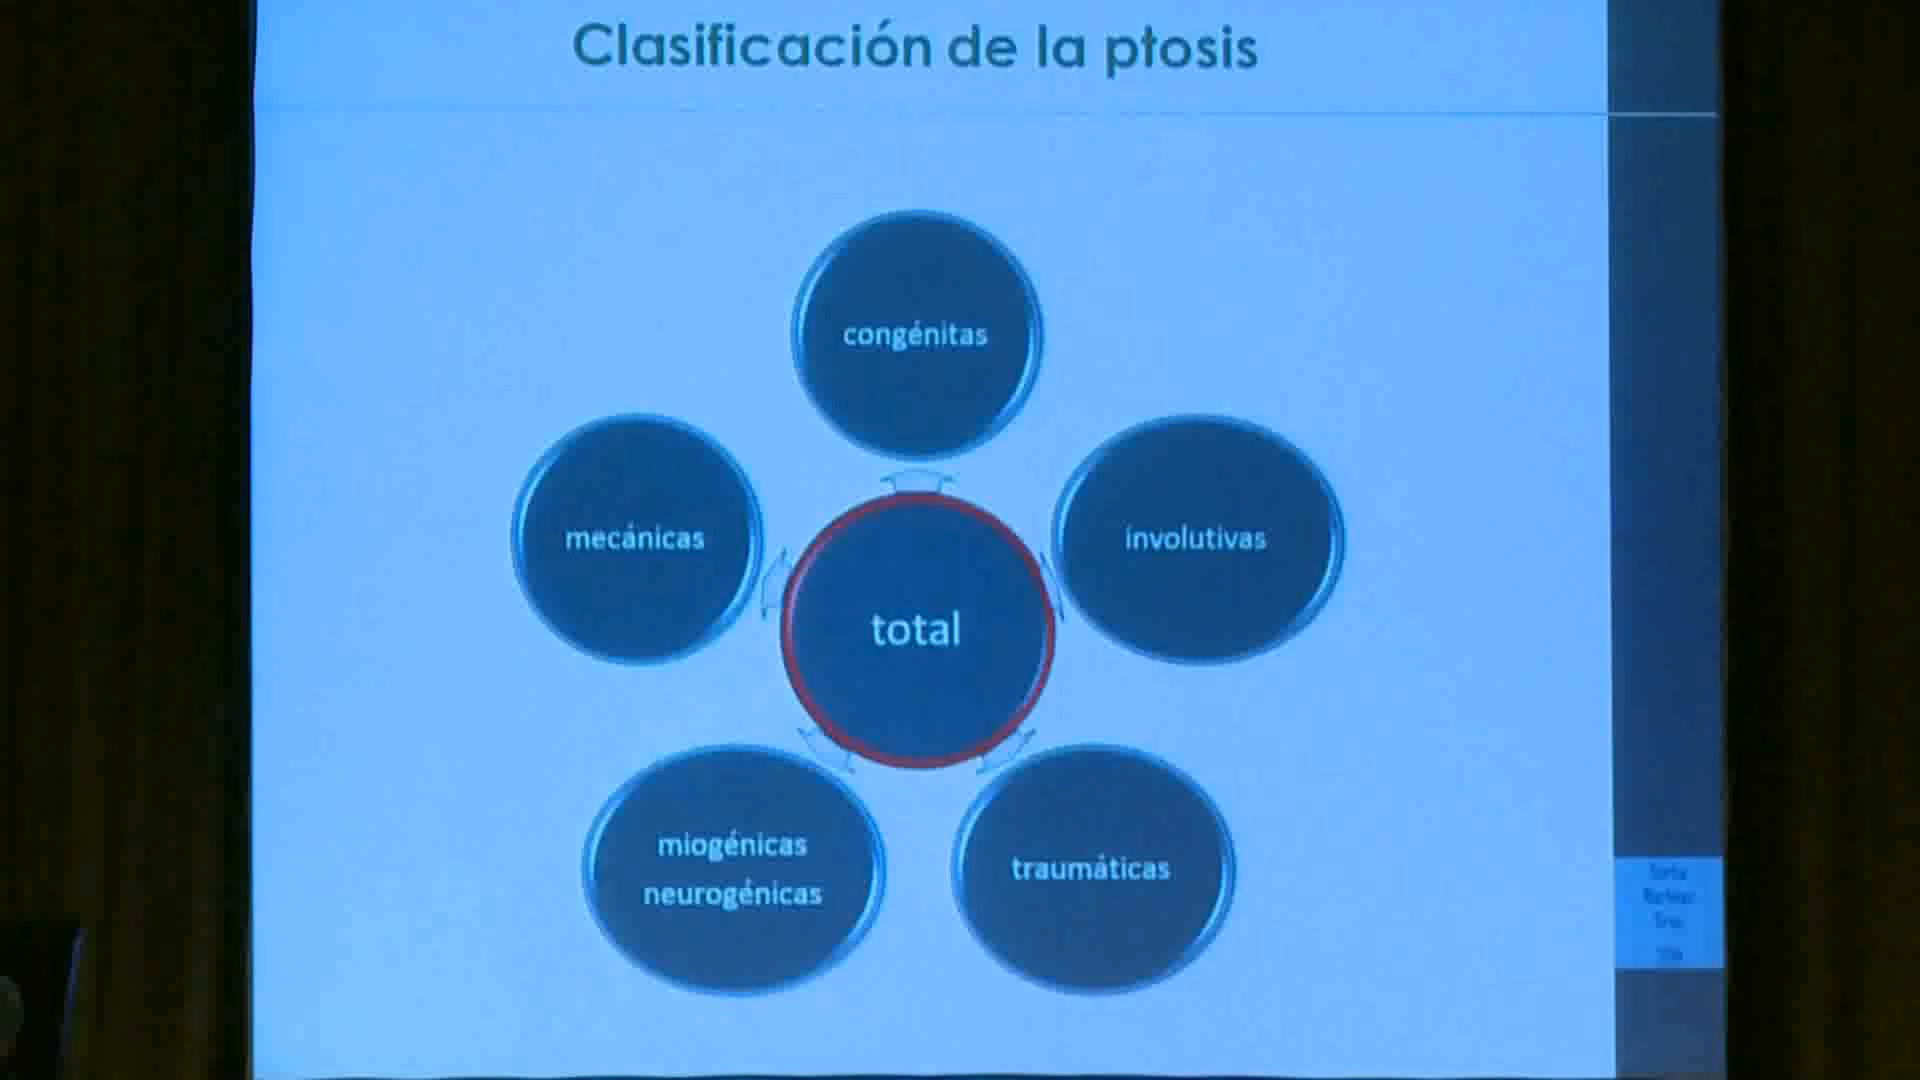 Clasificación de la ptosis
congénitas
mecánicas
involutivas
total
miogénicas
neurogénicas
traumáticas